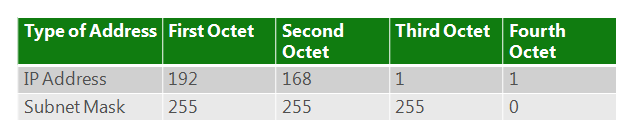 Type of Address First Octet Second Octet Third Octet Fourth Octet
IP Address 192 168 1 1
Subnet Mask 255 255 255 0